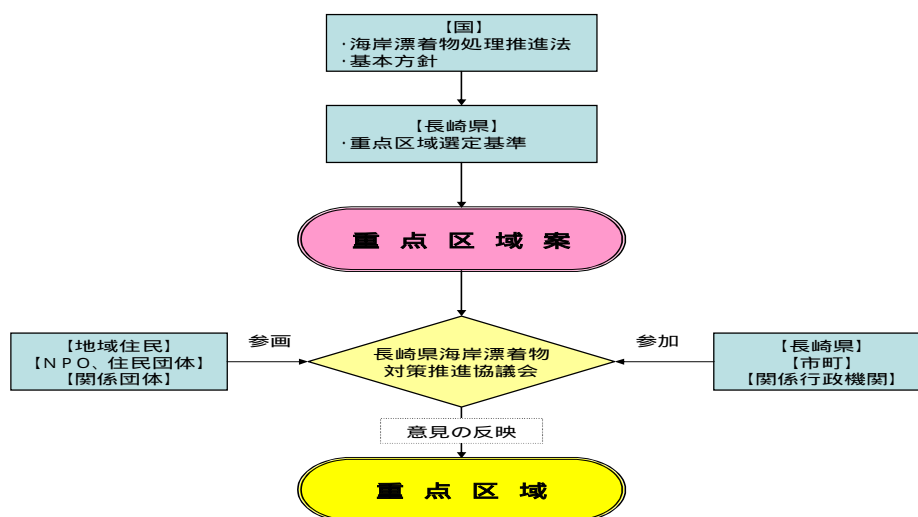 【国】
・海岸漂着物処理推進法
・基本方針
【長崎県】
・重点区域選定基準
重点区域案
【地域住民】
【NPO、住民団体】
【関係団体】
参画
長崎県海岸漂着物
対策推進協議会
参加
【長崎県】
【市町】
【関係行政機関】
意見の反映
重点区域